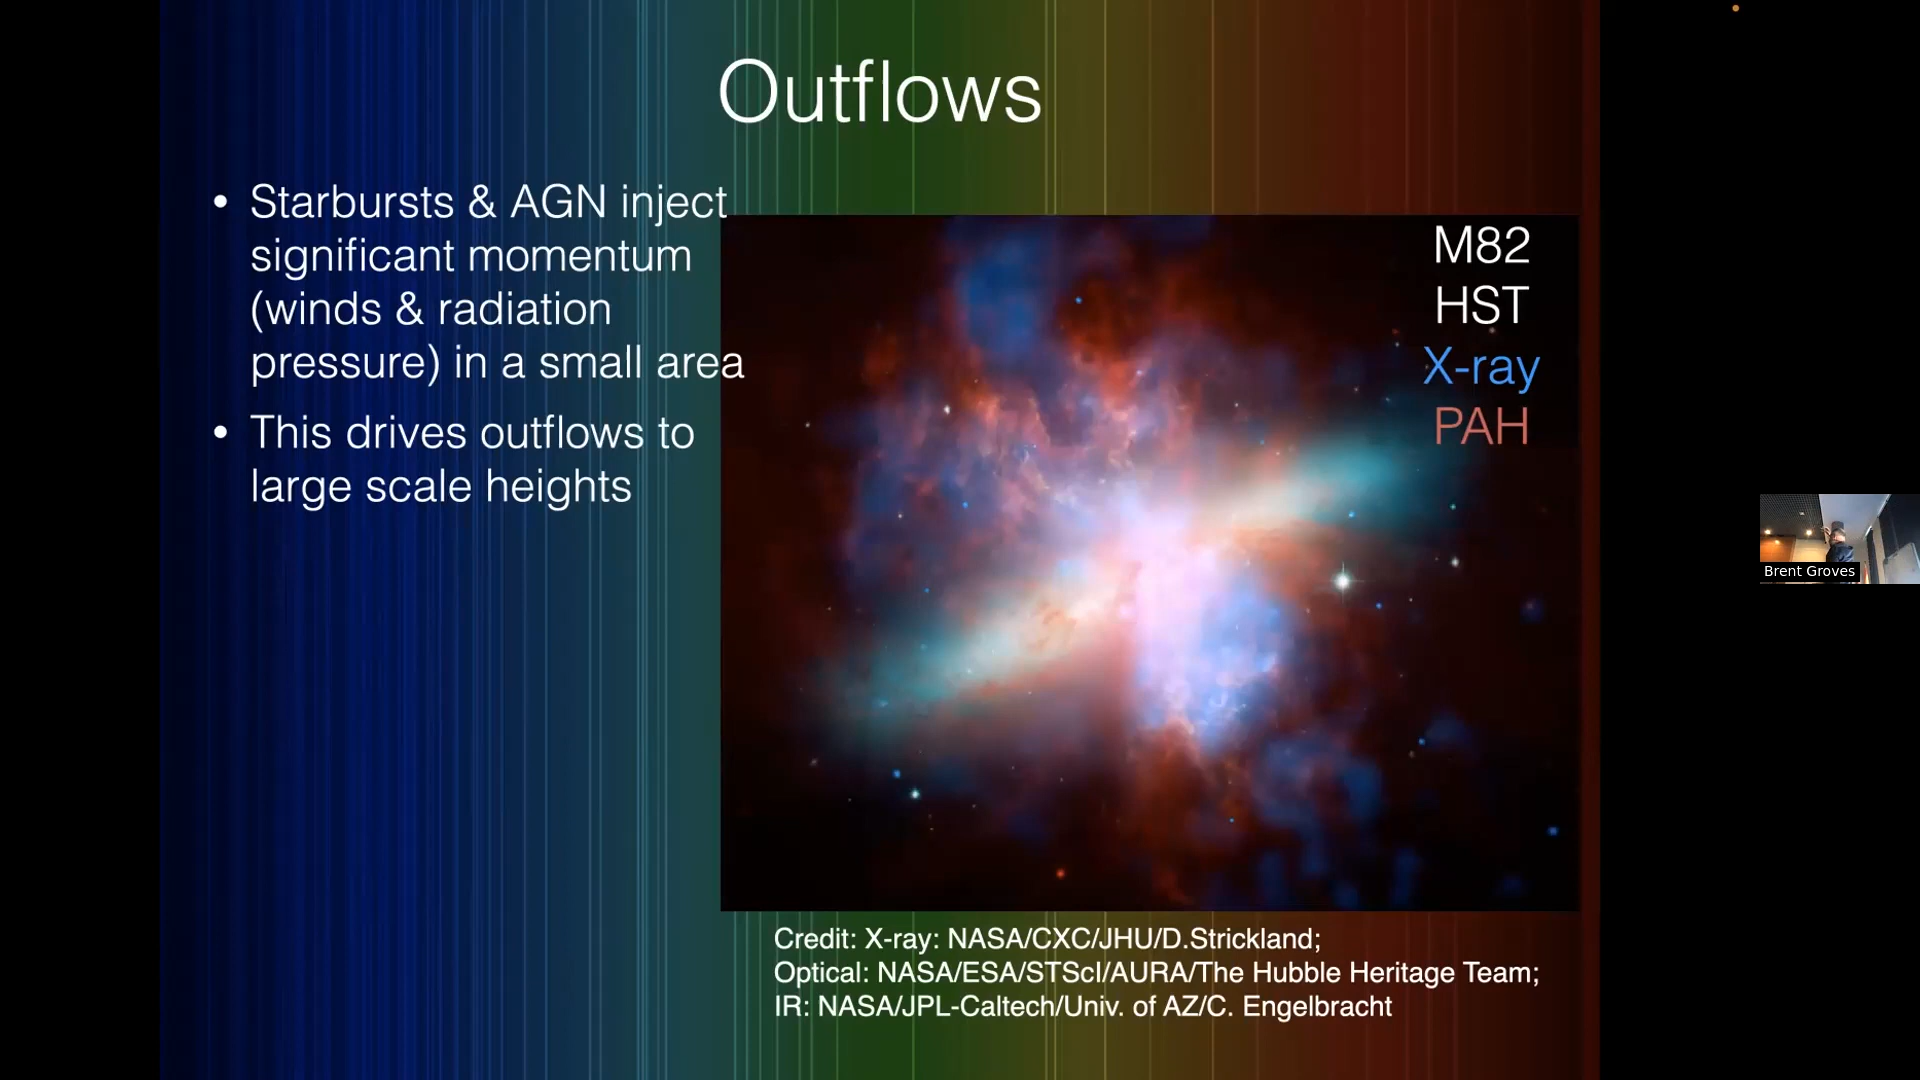 Outflows
• Starbursts & AGN inject
significant momentum
(winds & radiation
pressure) in a small area
• This drives outflows to
large scale heights
M82
HST
X-ray
PAH
Credit: X-ray: NASA/CXC/JHU/D.Strickland;
Optical: NASA/ESA/STScI/AURA/The Hubble Heritage Team;
IR: NASA/JPL-Caltech/Univ. of AZ/C. Engelbracht
Brent Groves